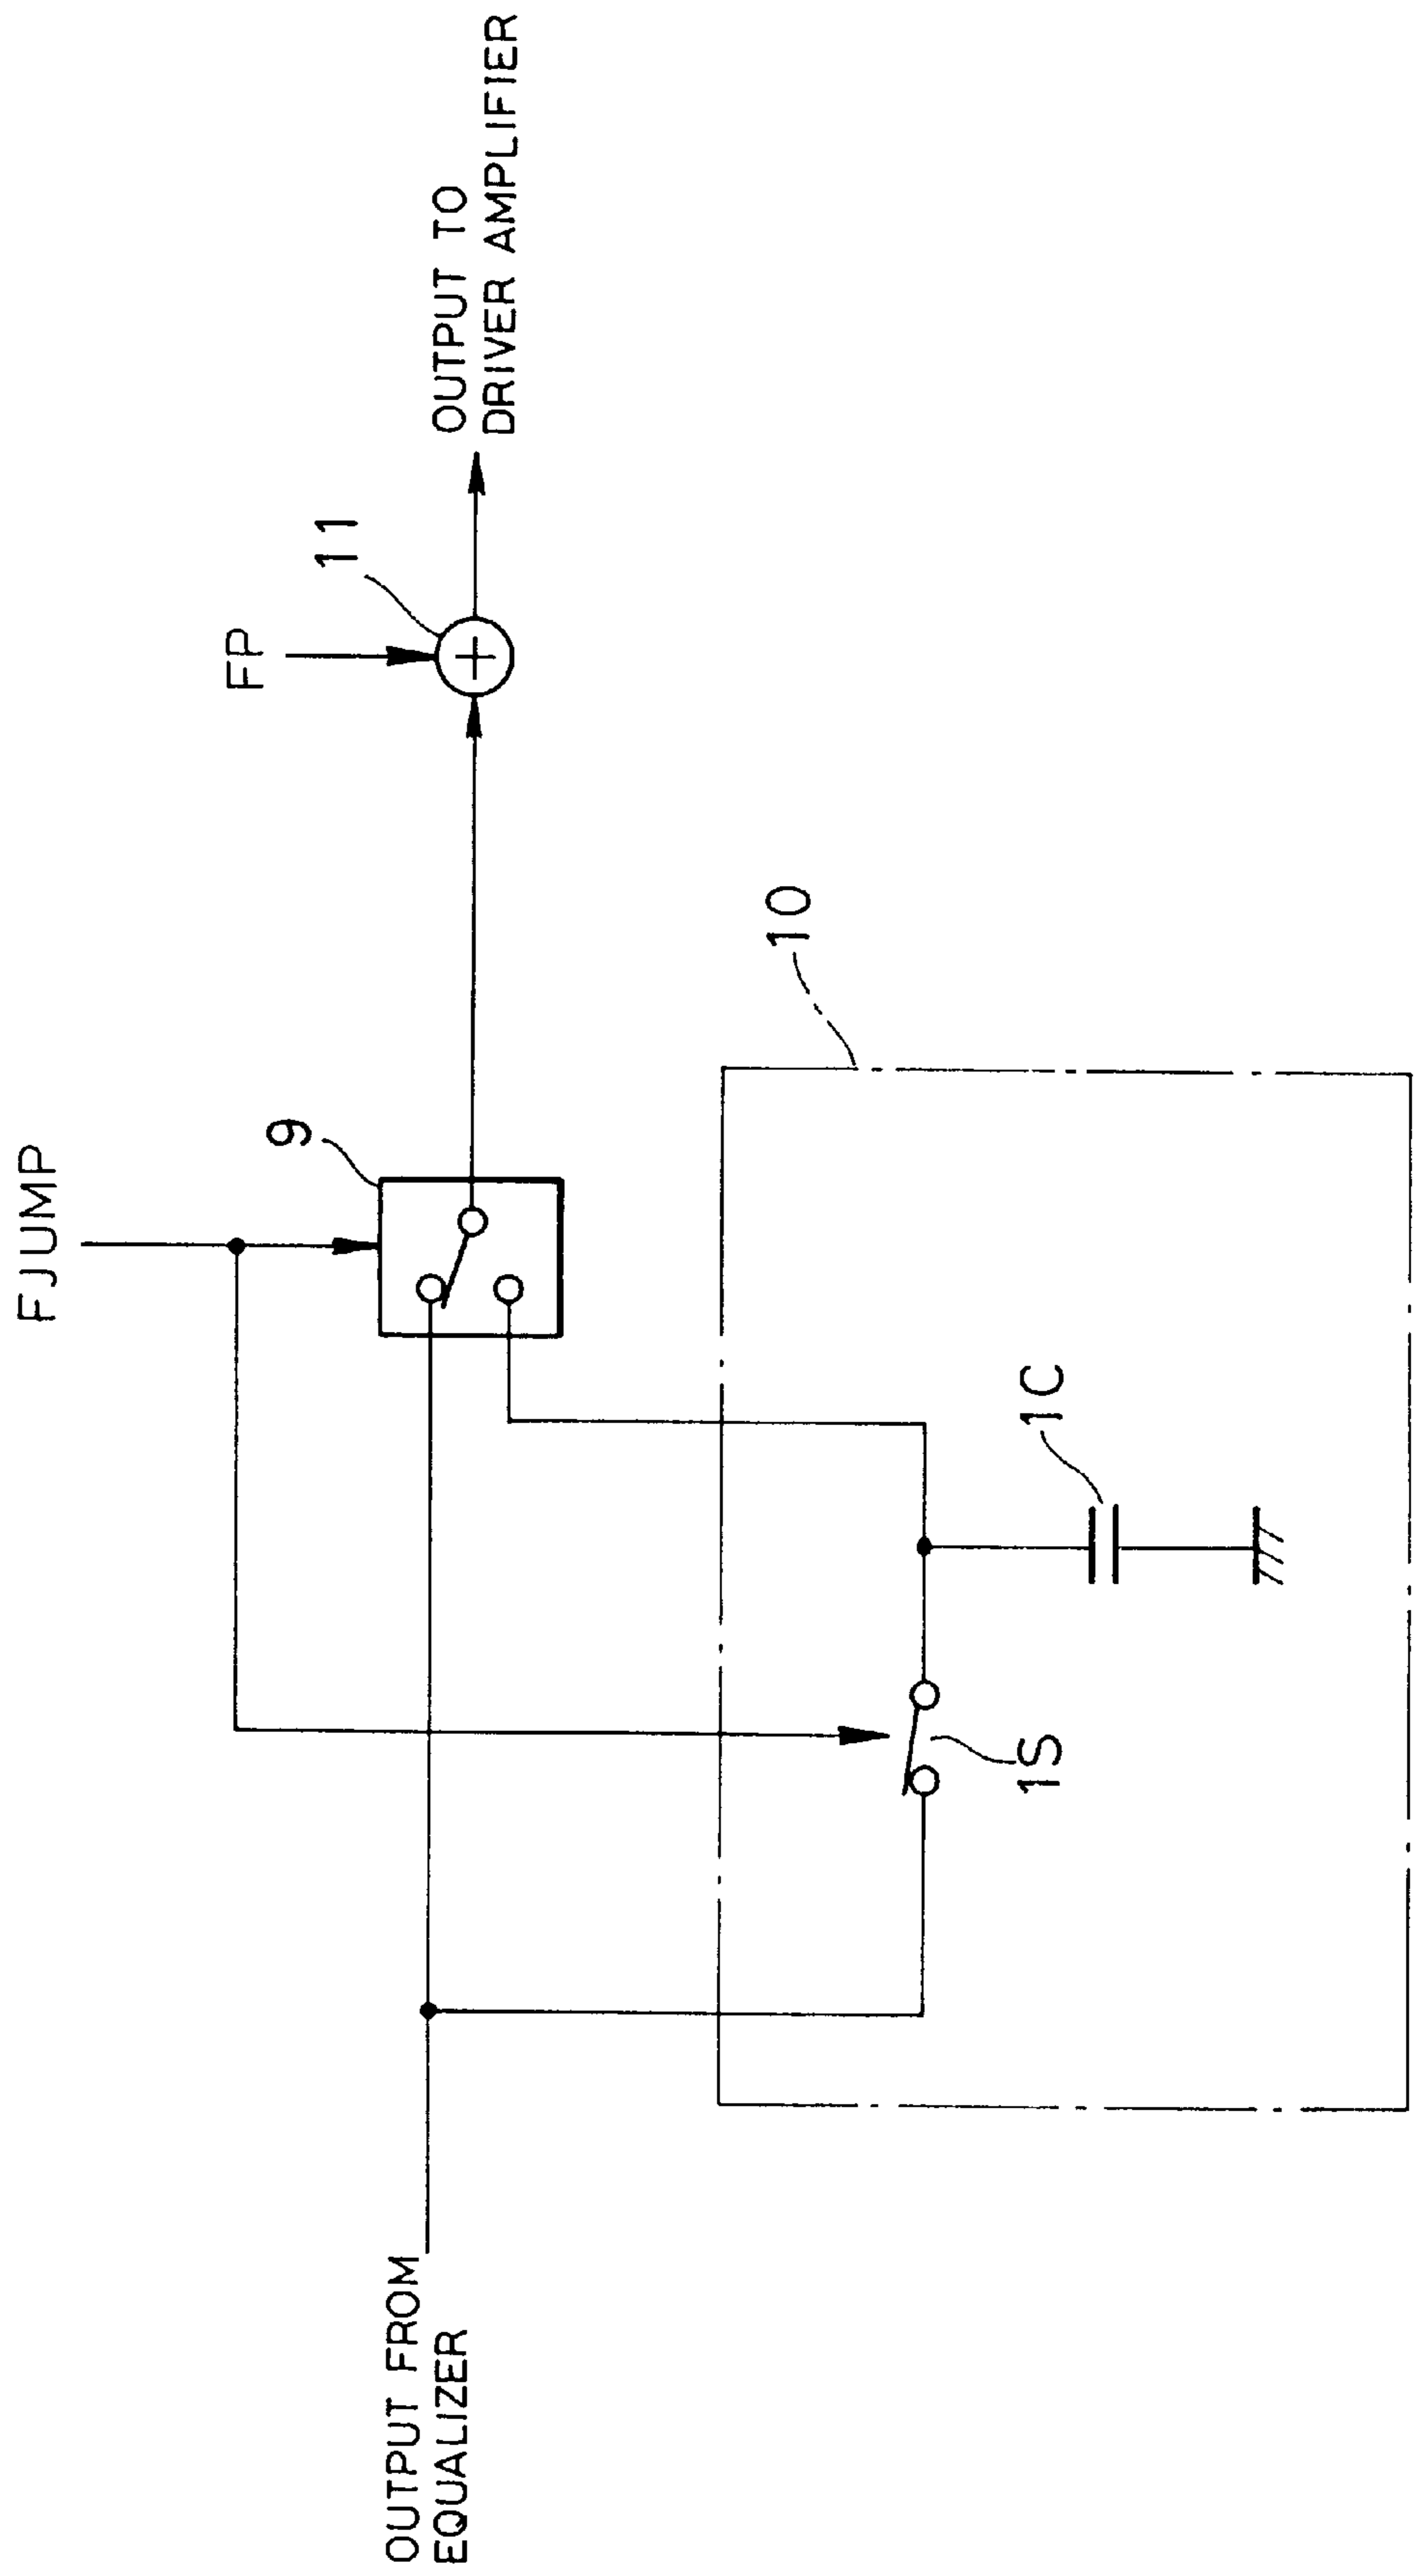 FJUMP
FP
9
11
OUTPUT TO
DRIVER AMPLIFIER
OUTPUT FROM
EQUALIZER
10
1S
1C